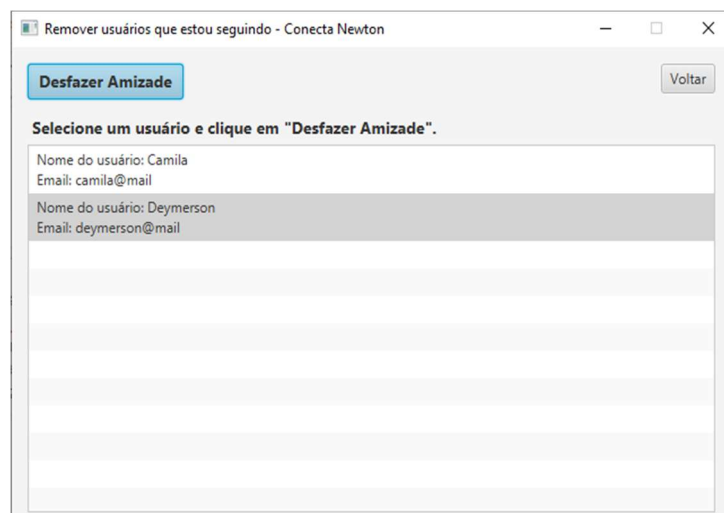 Remover usuários que estou seguindo - Conecta Newton
Desfazer Amizade
Voltar
Selecione um usuário e clique em "Desfazer Amizade".
Nome do usuário: Camila
Email: camila@mail
Nome do usuário: Deymerson
Email: deymerson@mail